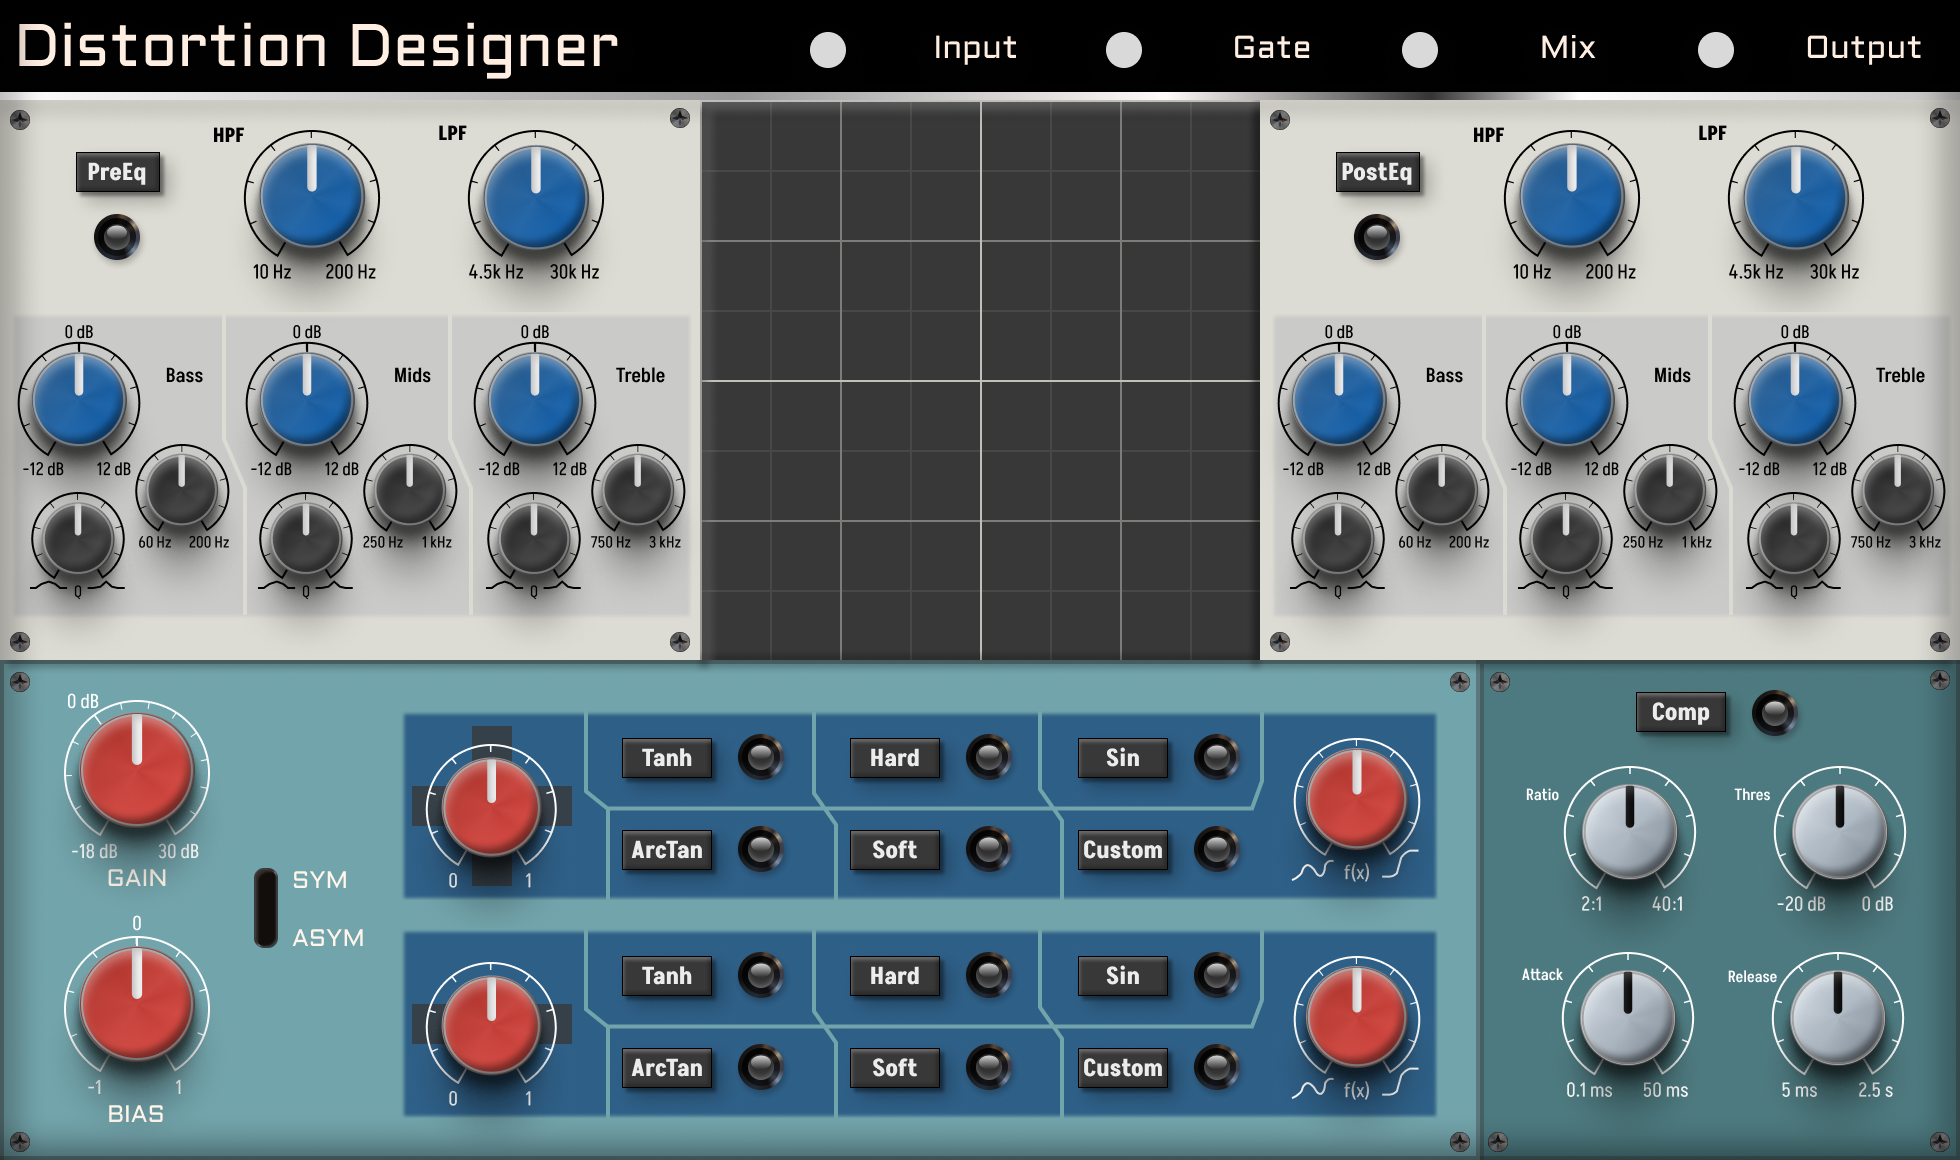 Distortion Designer
Input
Gate
Mix
Output
PreEq
HPF
10 Hz 200 Hz
LPF
4.5k Hz 30k Hz
0 dB
Bass
-12 dB 12 dB
60 Hz 200 Hz
Q
0 dB
Mids
-12 dB 12 dB
250 Hz 1 kHz
Q
0 dB
Treble
-12 dB 12 dB
750 Hz 3 kHz
Q
PostEq
HPF
10 Hz 200 Hz
LPF
4.5k Hz 30k Hz
0 dB
Bass
-12 dB 12 dB
60 Hz 200 Hz
Q
0 dB
Mids
-12 dB 12 dB
250 Hz 1 kHz
Q
0 dB
Treble
-12 dB 12 dB
750 Hz 3 kHz
Q
0 dB
-18 dB 30 dB
GAIN
SYM
ASYM
0
-1 1
BIAS
0 1
Tanh
Hard
Sin
ArcTan
Soft
Custom
f(x)
0 1
Tanh
Hard
Sin
ArcTan
Soft
Custom
f(x)
Comp
Ratio
2:1 40:1
Thres
-20 dB 0 dB
Attack
0.1 ms 50 ms
Release
5 ms 2.5 s